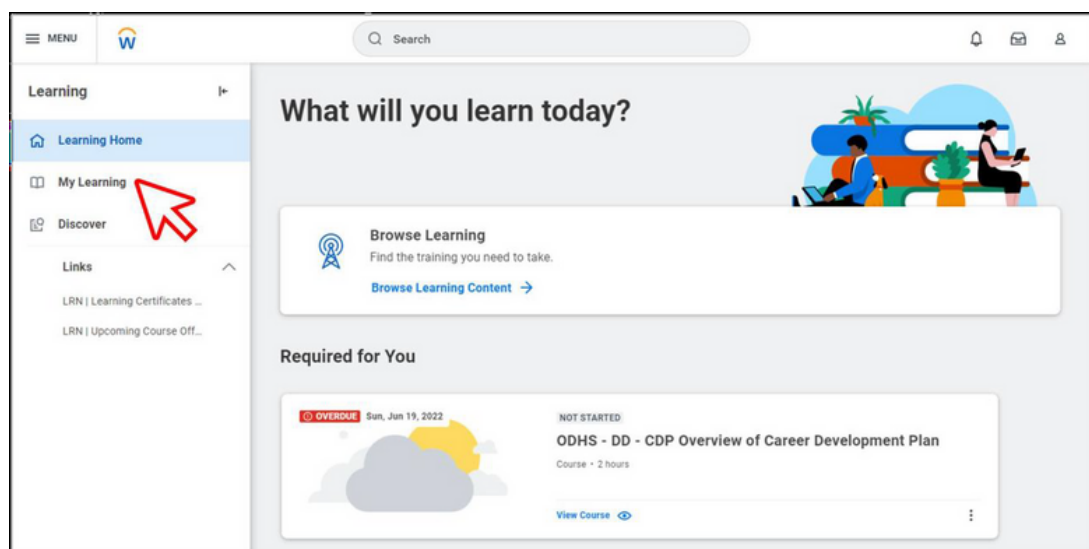 MENU
W
Search
Learning
Learning Home
My Learning
Discover
Links
LRN | Learning Certificates ...
LRN | Upcoming Course Off...
What will you learn today?
Browse Learning
Find the training you need to take.
Browse Learning Content →
Required for You
OVERDUE Sun, Jun 19, 2022
NOT STARTED
ODHS - DD - CDP Overview of Career Development Plan
Course • 2 hours
View Course